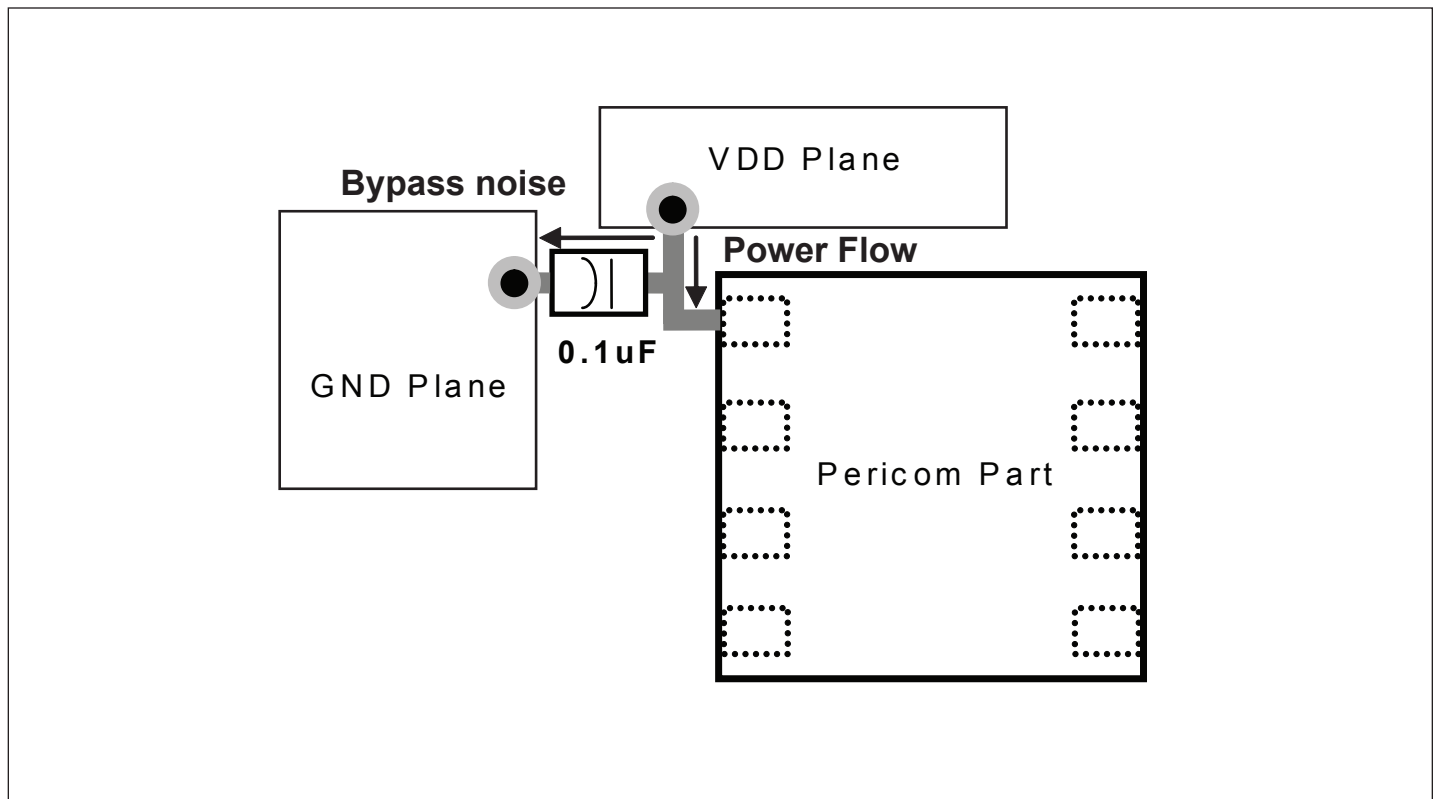 VDD Plane
Bypass noise
Power Flow
0.1uF
GND Plane
Pericom Part